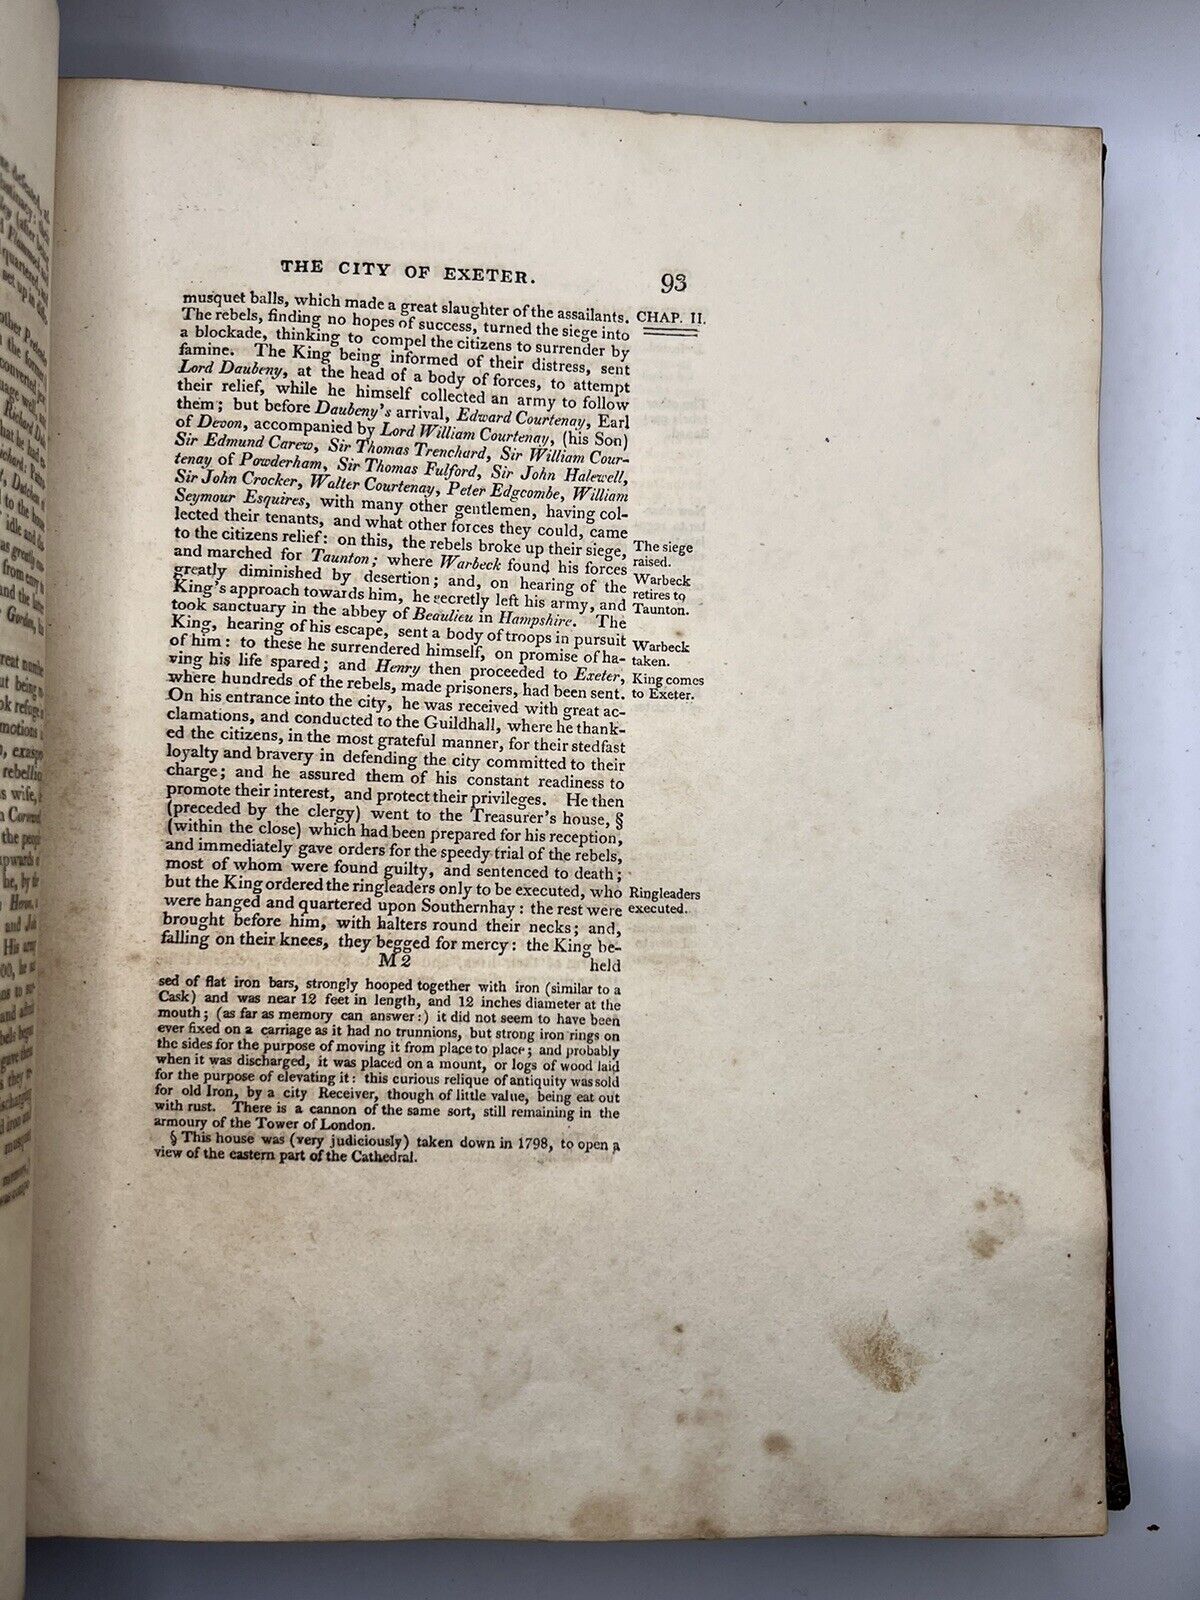 THE CITY OF EXETER. 93
musquet balls, which made a great slaughter of the assailants. CHAP. II.
The rebels, finding no hopes of success, turned the siege into
a blockade, thinking to compel the citizens to surrender by
famine. The King being informed of their distress, sent
Lord Daubeny, at the head of a body of forces, to attempt
their relief, while he himself collected an army to follow
them; but before Daubeny's arrival, Edward Courtenay, Earl
of Devon, accompanied by Lord William Courtenay, (his Son)
Sir Edmund Carew, Sir Thomas Trenchard, Sir William Cour-
tenay of Powderham, Sir Thomas Fulford, Sir John Halewell,
Sir John Crocker, Walter Courtenay, Peter Edgcombe, William
Seymour Esquires, with many other gentlemen, having col-
lected their tenants, and what other forces they could, came
to the citizens relief: on this, the rebels broke up their siege, The siege
and marched for Taunton; where Warbeck found his forces raised.
greatly diminished by desertion; and, on hearing of the Warbeck
King's approach towards him, he secretly left his army, and retires to
took sanctuary in the abbey of Beaulieu in Hampshire. The Taunton.
King, hearing of his escape, sent a body of troops in pursuit
of him: to these he surrendered himself, on promise of ha- Warbeck
ving his life spared; and Henry then proceeded to Exeter, taken.
where hundreds of the rebels, made prisoners, had been sent. King comes
On his entrance into the city, he was received with great ac- to Exeter.
clamations, and conducted to the Guildhall, where he thank-
ed the citizens, in the most grateful manner, for their stedfast
loyalty and bravery in defending the city committed to their
charge; and he assured them of his constant readiness to
promote their interest, and protect their privileges. He then
(preceded by the clergy) went to the Treasurer's house, §
(within the close) which had been prepared for his reception,
and immediately gave orders for the speedy trial of the rebels,
most of whom were found guilty, and sentenced to death;
but the King ordered the ringleaders only to be executed, who Ringleaders
were hanged and quartered upon Southernhay: the rest were executed.
brought before him, with halters round their necks; and,
falling on their knees, they begged for mercy: the King be-
M 2 held
sed of flat iron bars, strongly hooped together with iron (similar to a
Cask) and was near 12 feet in length, and 12 inches diameter at the
mouth; (as far as memory can answer:) it did not seem to have been
ever fixed on a carriage as it had no trunnions, but strong iron rings on
the sides for the purpose of moving it from place to place; and probably
when it was discharged, it was placed on a mount, or logs of wood laid
for the purpose of elevating it: this curious relique of antiquity was sold
for old Iron, by a city Receiver, though of little value, being eat out
with rust. There is a cannon of the same sort, still remaining in the
armoury of the Tower of London.
§ This house was (very judiciously) taken down in 1798, to open a
view of the eastern part of the Cathedral.